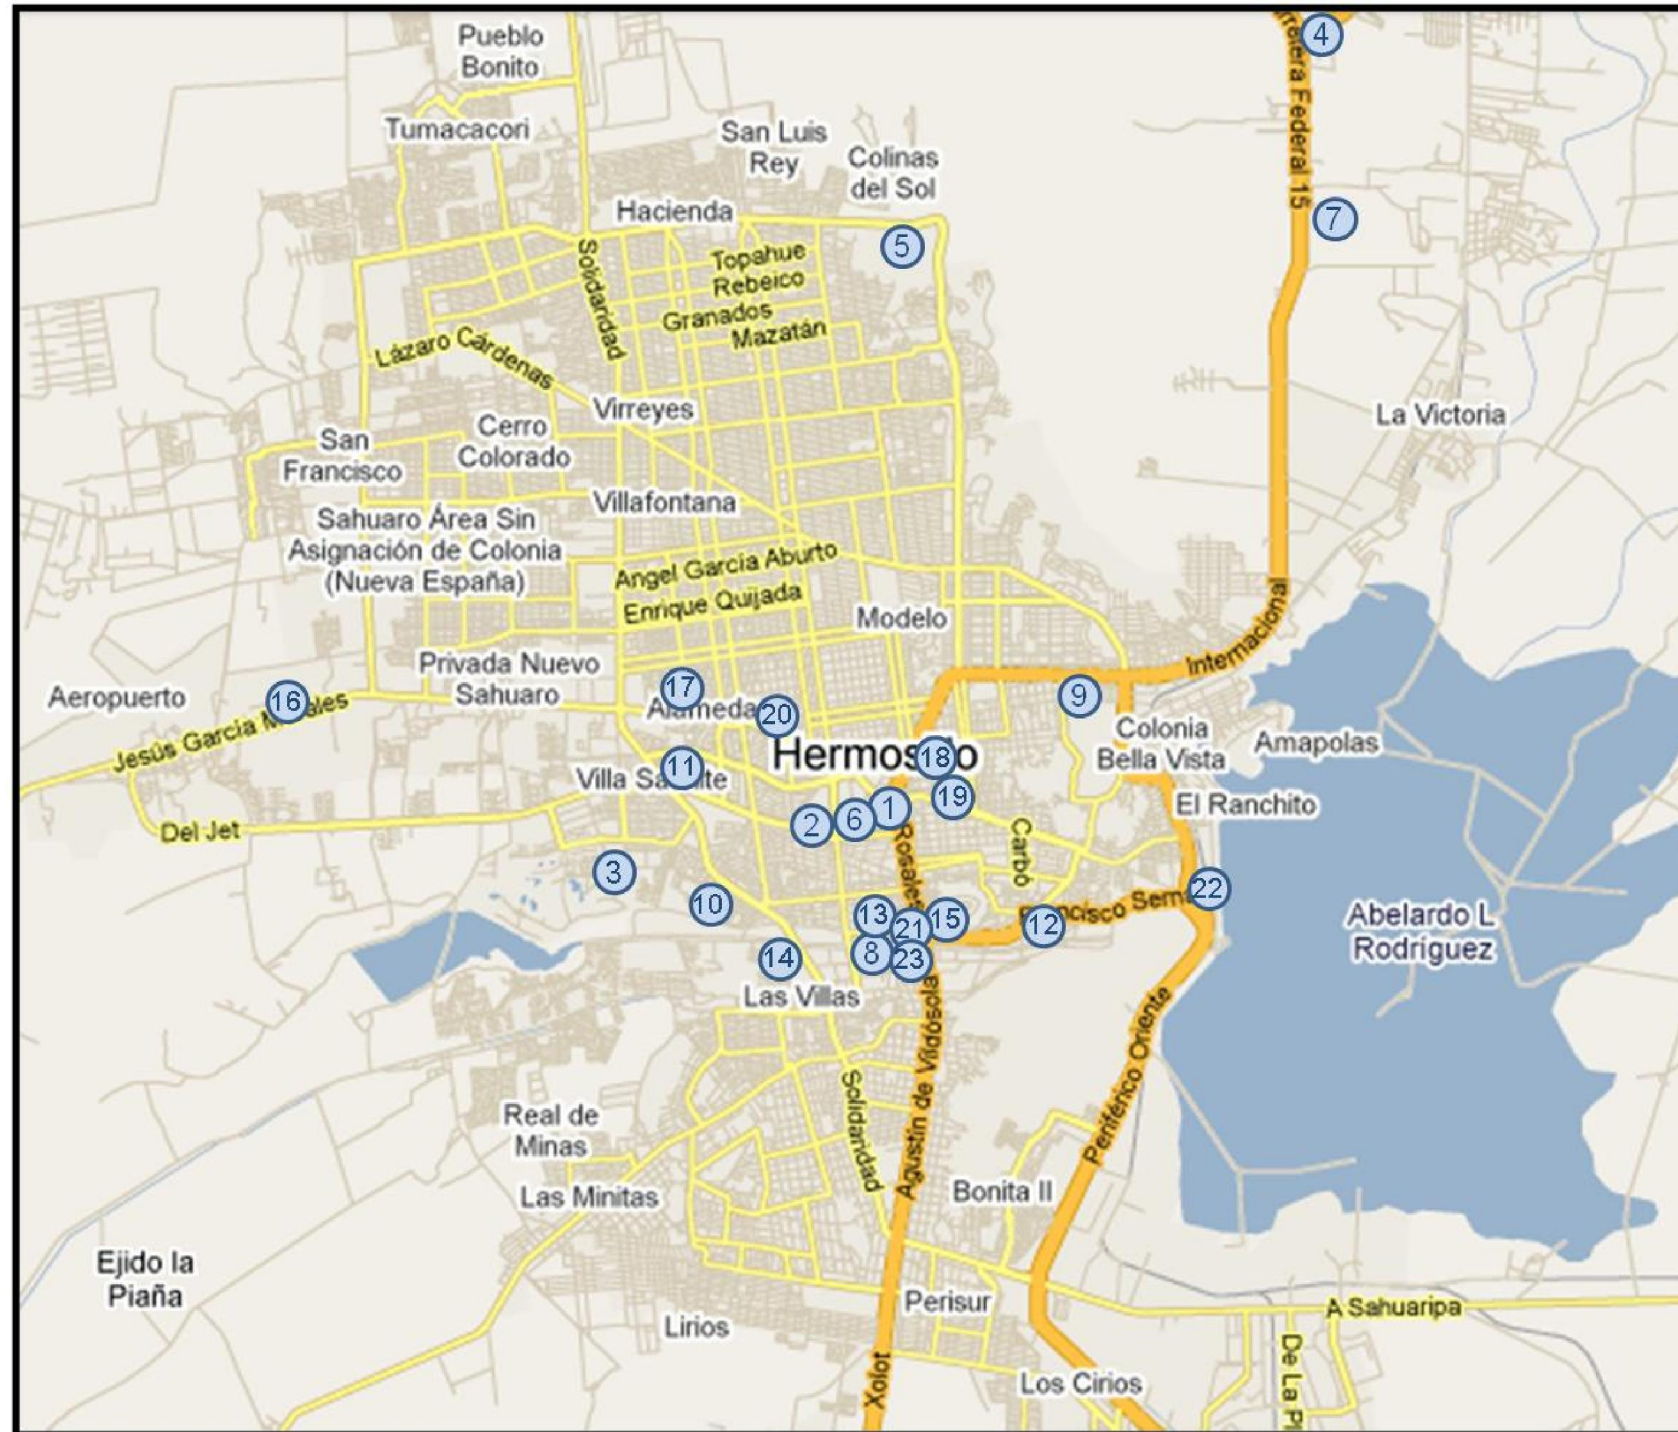 Pueblo
Bonito
4
Tumacacori
San Luis
Rey
Colinas
del Sol
Federal 15
Hacienda
7
5
Solidaridad
Topahue
Rebeico
Granados
Mazatán
Lázaro Cárdenas
Virreyes
La Victoria
San
Francisco
Cerro
Colorado
Villafontana
Sahuaro Área Sin
Asignación de Colonia
(Nueva España)
Angel García Aburto
Enrique Quijada
Modelo
Internacional
Privada Nuevo
Sahuaro
Aeropuerto
16
17
9
Jesús García Morales
Alameda
20
Colonia
Bella Vista
Amapolas
Hermosillo
18
11
Villa Satélite
19
El Ranchito
1
6
2
Del Jet
Rosales
Carbó
3
22
10
Francisco Serna
13
15
12
21
Abelardo L
Rodríguez
8
23
14
Las Villas
Agustín de Vildósola
Periférico Oriente
Solidaridad
Real de
Minas
Las Minitas
Bonita II
Ejido la
Piaña
Perisur
A Sahuaripa
Lirios
De La Pl
Xolot
Los Cirios